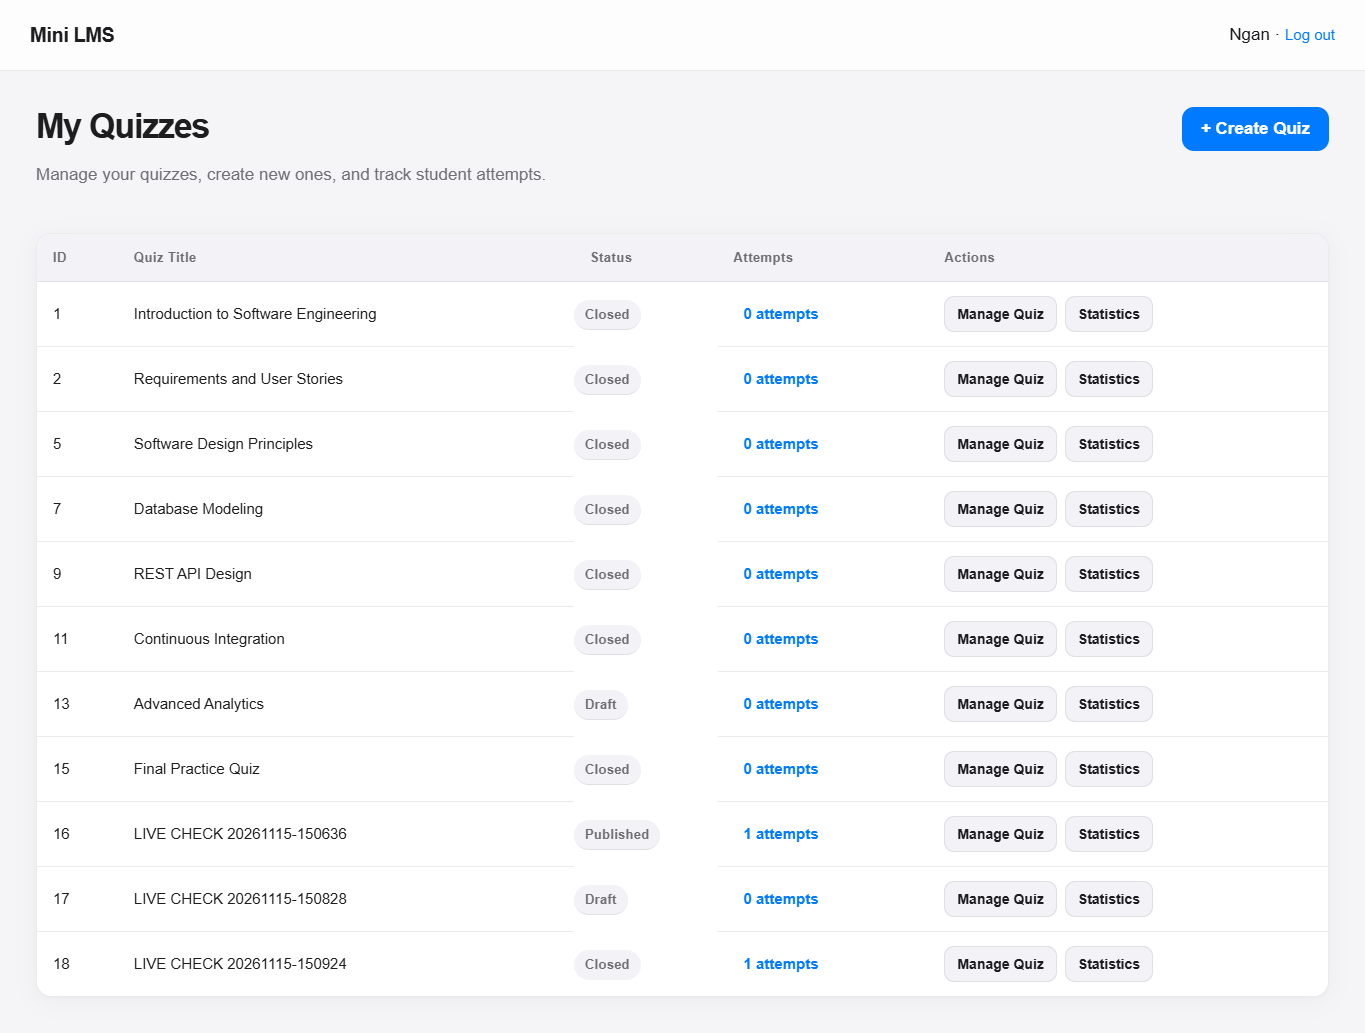 Mini LMS
Ngan · Log out
My Quizzes
+ Create Quiz
Manage your quizzes, create new ones, and track student attempts.
ID Quiz Title Status Attempts Actions
1 Introduction to Software Engineering Closed 0 attempts Manage Quiz Statistics
2 Requirements and User Stories Closed 0 attempts Manage Quiz Statistics
5 Software Design Principles Closed 0 attempts Manage Quiz Statistics
7 Database Modeling Closed 0 attempts Manage Quiz Statistics
9 REST API Design Closed 0 attempts Manage Quiz Statistics
11 Continuous Integration Closed 0 attempts Manage Quiz Statistics
13 Advanced Analytics Draft 0 attempts Manage Quiz Statistics
15 Final Practice Quiz Closed 0 attempts Manage Quiz Statistics
16 LIVE CHECK 20261115-150636 Published 1 attempts Manage Quiz Statistics
17 LIVE CHECK 20261115-150828 Draft 0 attempts Manage Quiz Statistics
18 LIVE CHECK 20261115-150924 Closed 1 attempts Manage Quiz Statistics